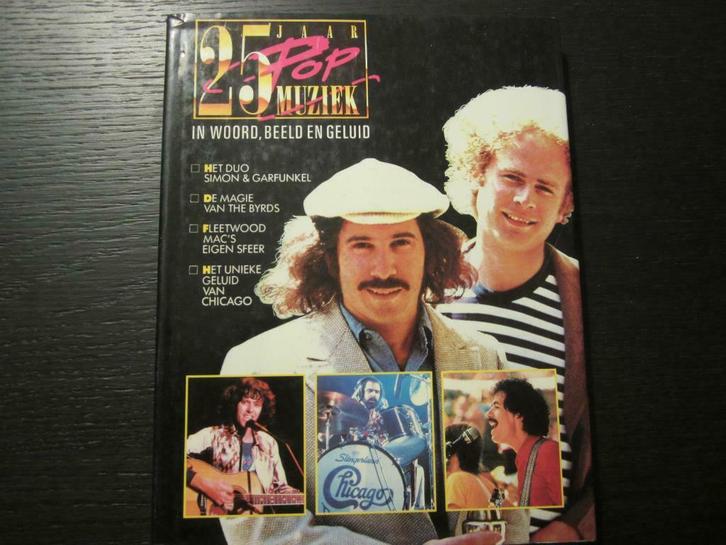 25 JAAR
Pop
MUZIEK
IN WOORD, BEELD EN GELUID
HET DUO
SIMON & GARFUNKEL
DE MAGIE
VAN THE BYRDS
FLEETWOOD
MAC'S
EIGEN SFEER
HET UNIEKE
GELUID
VAN
CHICAGO
Slingerland
Chicago